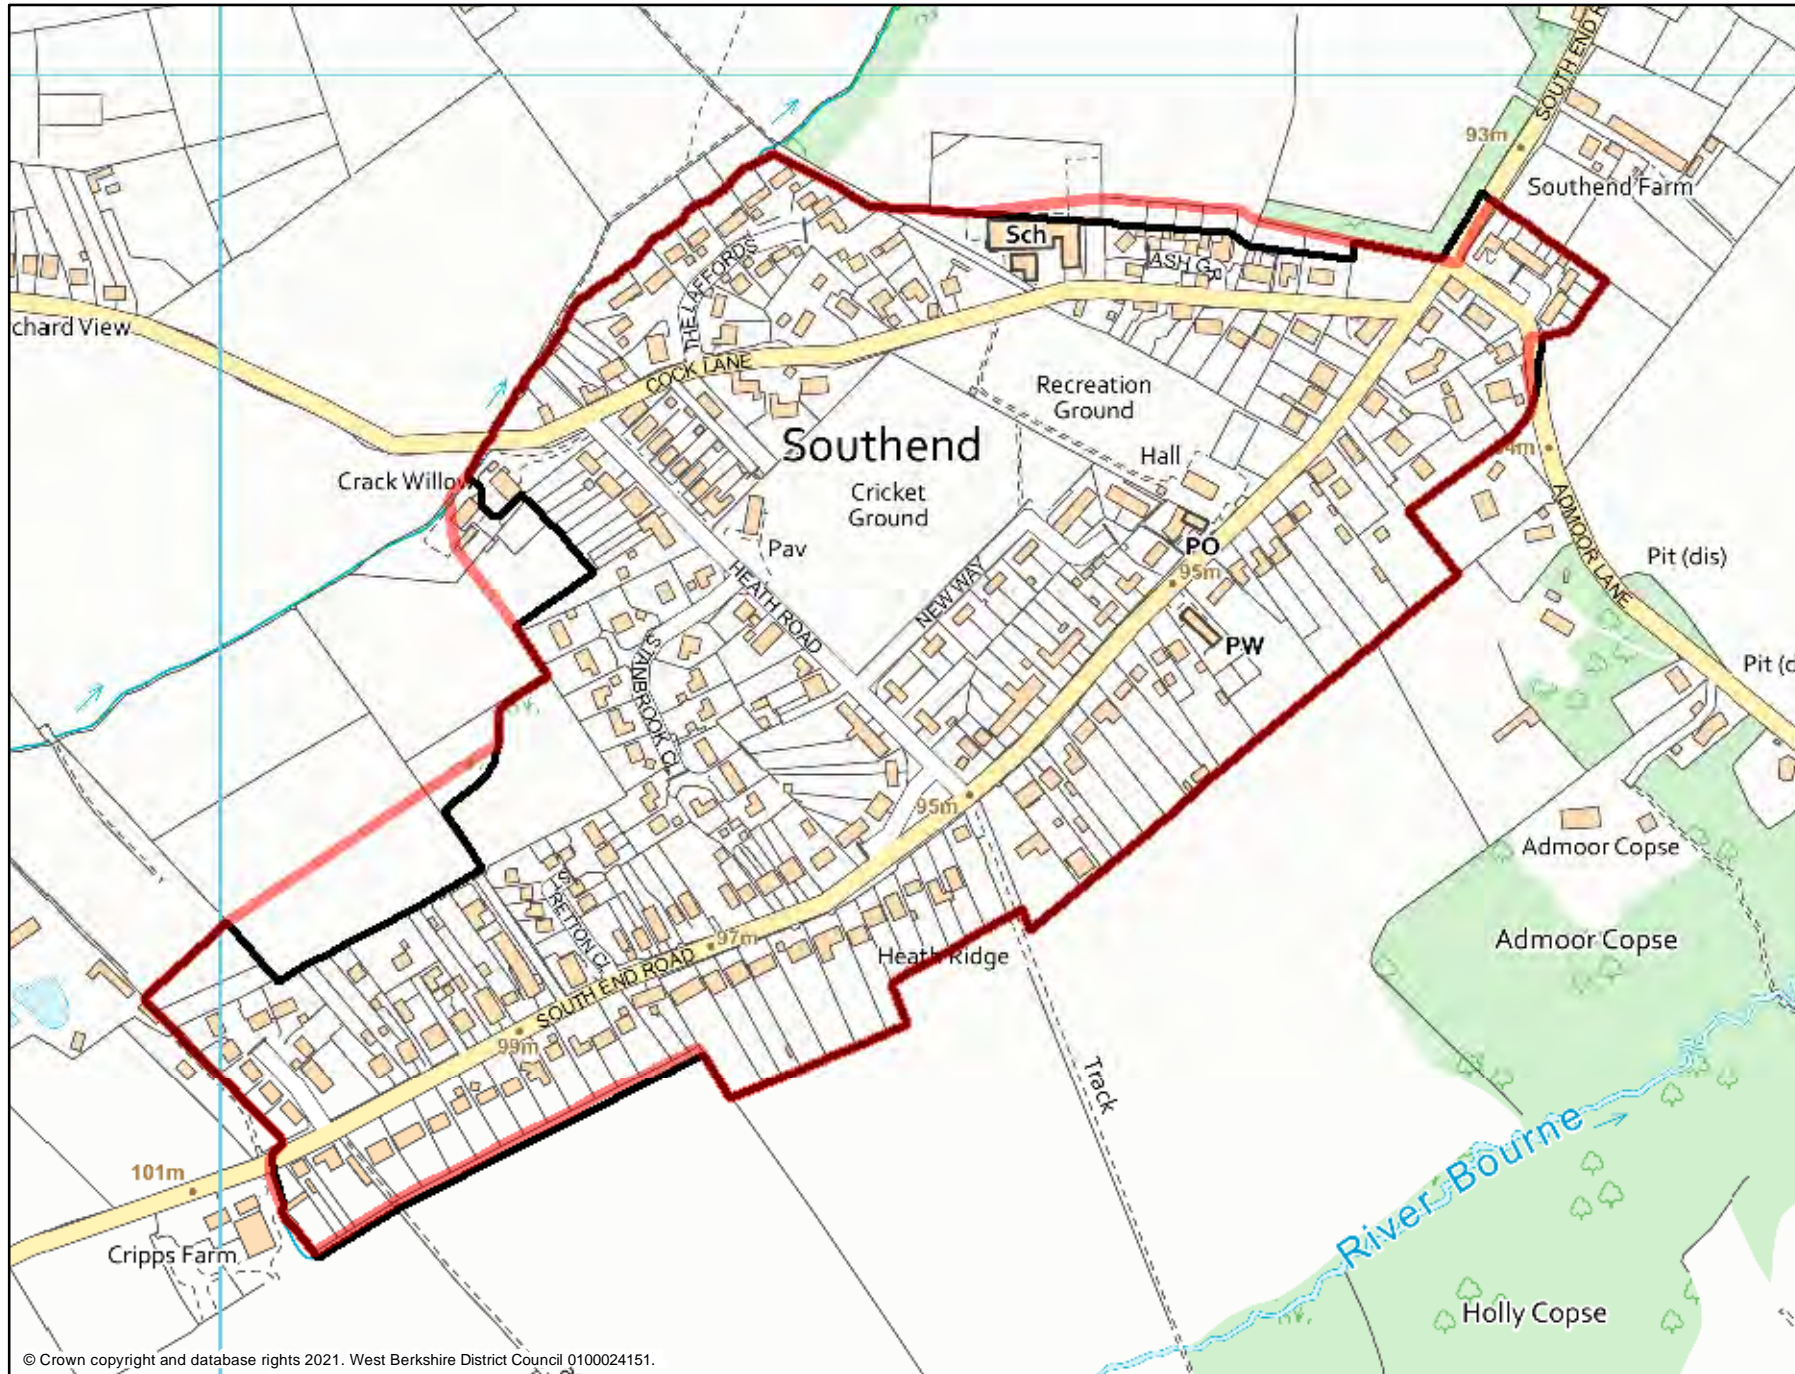 SOUTH END R
93m
Southend Farm
Sch
ASH G
THE LAFFORDS
chard View
COCK LANE
Recreation
Ground
Southend
Hall
Crack Willow
Cricket
Ground
ADMOOR LANE
PO
Pav
95m
Pit (dis)
HEATH ROAD
NEW WAY
PW
STANBROOK CL
Pit (d
95m
Admoor Copse
STRETTON CL
97m
Heath Ridge
Admoor Copse
SOUTH END ROAD
99m
Track
River Bourne
101m
Cripps Farm
Holly Copse
© Crown copyright and database rights 2021. West Berkshire District Council 0100024151.